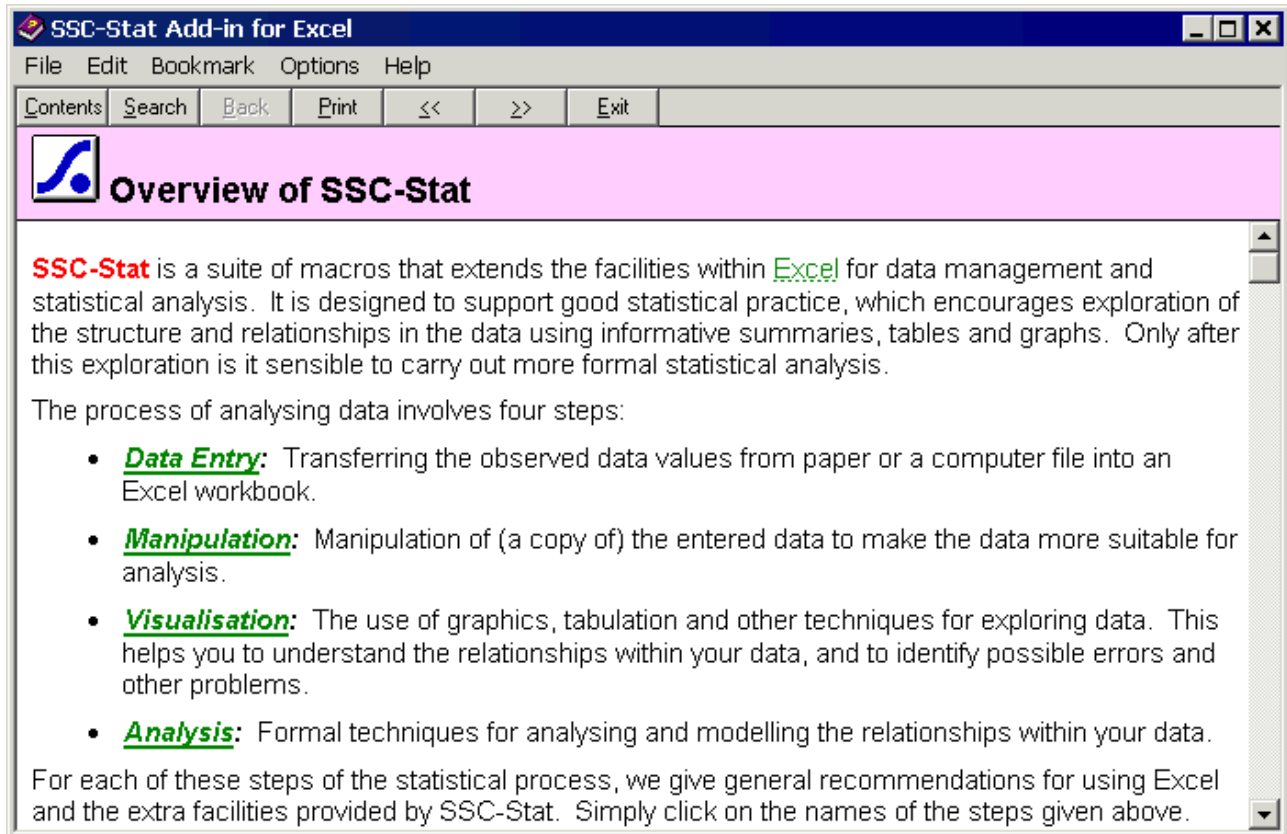 SSC-Stat Add-in for Excel
File Edit Bookmark Options Help
Contents Search Back Print << >> Exit
Overview of SSC-Stat
SSC-Stat is a suite of macros that extends the facilities within Excel for data management and
statistical analysis. It is designed to support good statistical practice, which encourages exploration of
the structure and relationships in the data using informative summaries, tables and graphs. Only after
this exploration is it sensible to carry out more formal statistical analysis.
The process of analysing data involves four steps:
• Data Entry: Transferring the observed data values from paper or a computer file into an
Excel workbook.
• Manipulation: Manipulation of (a copy of) the entered data to make the data more suitable for
analysis.
• Visualisation: The use of graphics, tabulation and other techniques for exploring data. This
helps you to understand the relationships within your data, and to identify possible errors and
other problems.
• Analysis: Formal techniques for analysing and modelling the relationships within your data.
For each of these steps of the statistical process, we give general recommendations for using Excel
and the extra facilities provided by SSC-Stat. Simply click on the names of the steps given above.